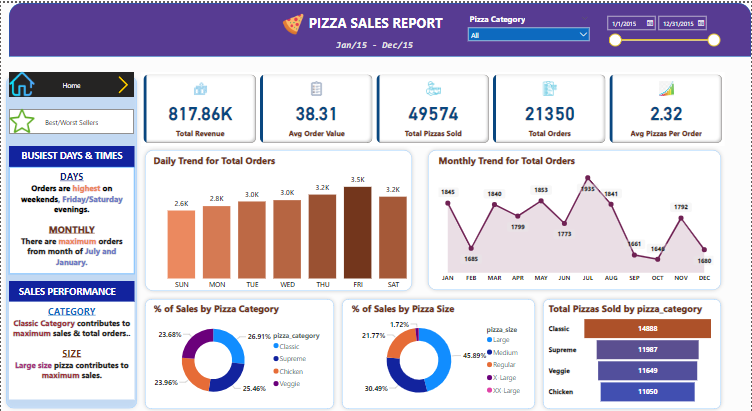 PIZZA SALES REPORT
Jan/15 - Dec/15
Pizza Category
All
1/1/2015
12/31/2015
Home
Best/Worst Sellers
BUSIEST DAYS & TIMES
DAYS
Orders are highest on
weekends, Friday/Saturday
evenings.
MONTHLY
There are maximum orders
from month of July and
January.
SALES PERFORMANCE
CATEGORY
Classic Category contributes to
maximum sales & total orders..
SIZE
Large size pizza contributes to
maximum sales.
817.86K
Total Revenue
38.31
Avg Order Value
49574
Total Pizzas Sold
21350
Total Orders
2.32
Avg Pizzas Per Order
Daily Trend for Total Orders
2.6K
2.8K
3.0K
3.0K
3.2K
3.5K
3.2K
SUN
MON
TUE
WED
THU
FRI
SAT
Monthly Trend for Total Orders
1845
1685
1840
1799
1853
1773
1935
1841
1661
1646
1792
1680
JAN
FEB
MAR
APR
MAY
JUN
JUL
AUG
SEP
OCT
NOV
DEC
% of Sales by Pizza Category
23.68%
26.91%
23.96%
25.46%
pizza_category
Classic
Supreme
Chicken
Veggie
% of Sales by Pizza Size
1.72%
21.77%
45.89%
30.49%
pizza_size
Large
Medium
Regular
X Large
XX Large
Total Pizzas Sold by pizza_category
Classic 14888
Supreme 11987
Veggie 11649
Chicken 11050